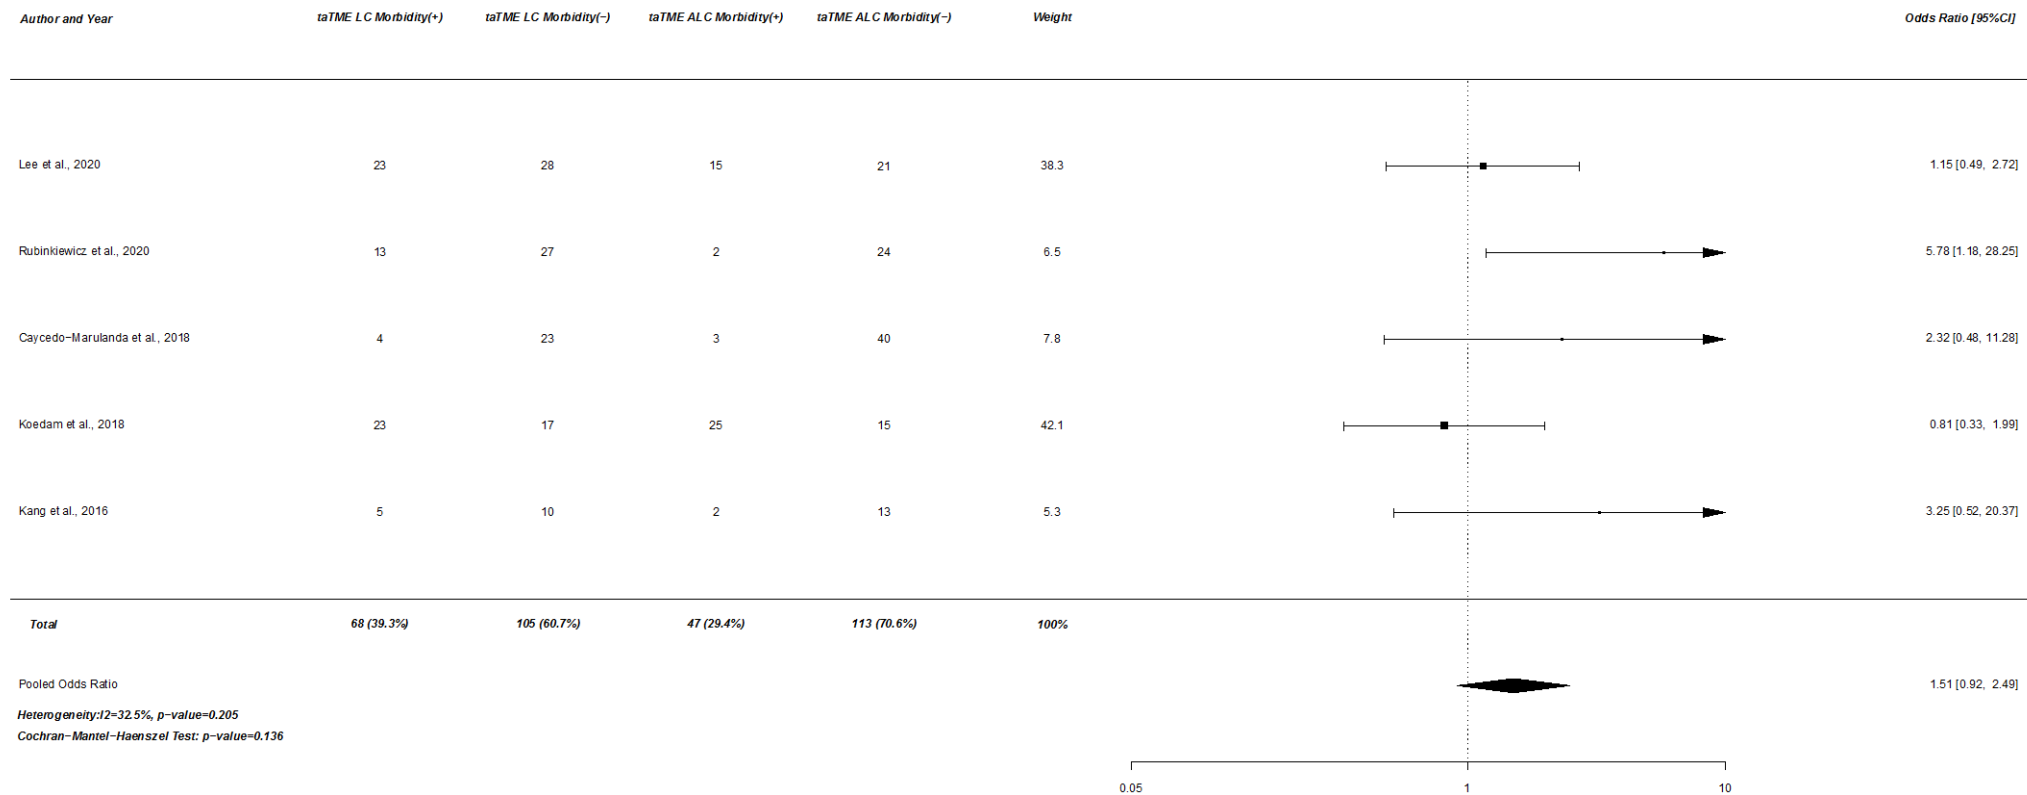 Author and Year taTME LC Morbidity(+) taTME LC Morbidity(−) taTME ALC Morbidity(+) taTME ALC Morbidity(−) Weight Odds Ratio [95%CI]
Lee et al., 2020 23 28 15 21 38.3 1.15 [0.49, 2.72]
Rubinkiewicz et al., 2020 13 27 2 24 6.5 5.78 [1.18, 28.25]
Caycedo−Marulanda et al., 2018 4 23 3 40 7.8 2.32 [0.48, 11.28]
Koedam et al., 2018 23 17 25 15 42.1 0.81 [0.33, 1.99]
Kang et al., 2016 5 10 2 13 5.3 3.25 [0.52, 20.37]
Total 68 (39.3%) 105 (60.7%) 47 (29.4%) 113 (70.6%) 100%
Pooled Odds Ratio 1.51 [0.92, 2.49]
Heterogeneity:I2=32.5%, p−value=0.205
Cochran−Mantel−Haenszel Test: p−value=0.136
0.05 1 10